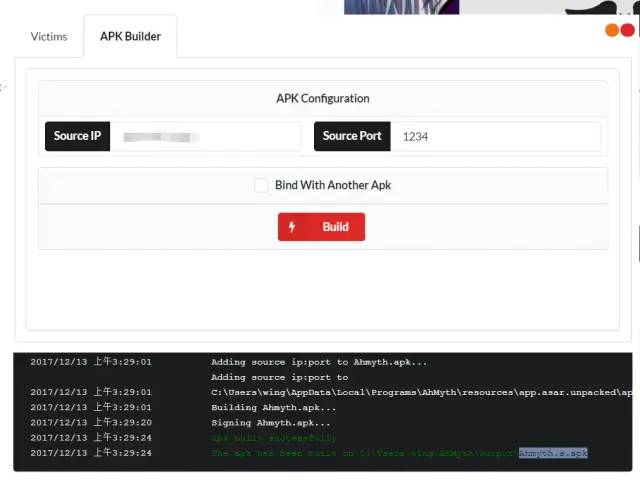 Victims
APK Builder
APK Configuration
Source IP
Source Port 1234
Bind With Another Apk
Build
2017/12/13 上午3:29:01 Adding source ip:port to Ahmyth.apk...
Adding source ip:port to
2017/12/13 上午3:29:01 C:\Users\wing\AppData\Local\Programs\AhMyth\resources\app.asar.unpacked\ap
2017/12/13 上午3:29:01 Building Ahmyth.apk...
2017/12/13 上午3:29:20 Signing Ahmyth.apk...
2017/12/13 上午3:29:24 Apk built successfully
2017/12/13 上午3:29:24 The apk has been built on C:\Users\wing\AhMyth\Output\Ahmyth.s.apk